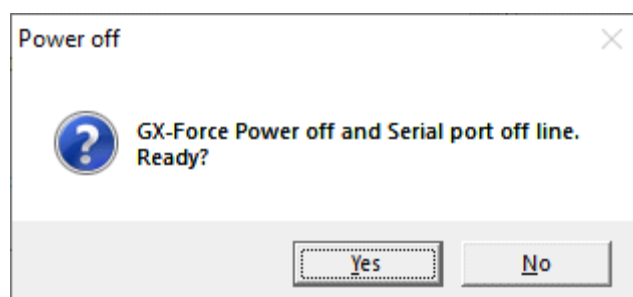 Power off
GX-Force Power off and Serial port off line.
Ready?
Yes
No